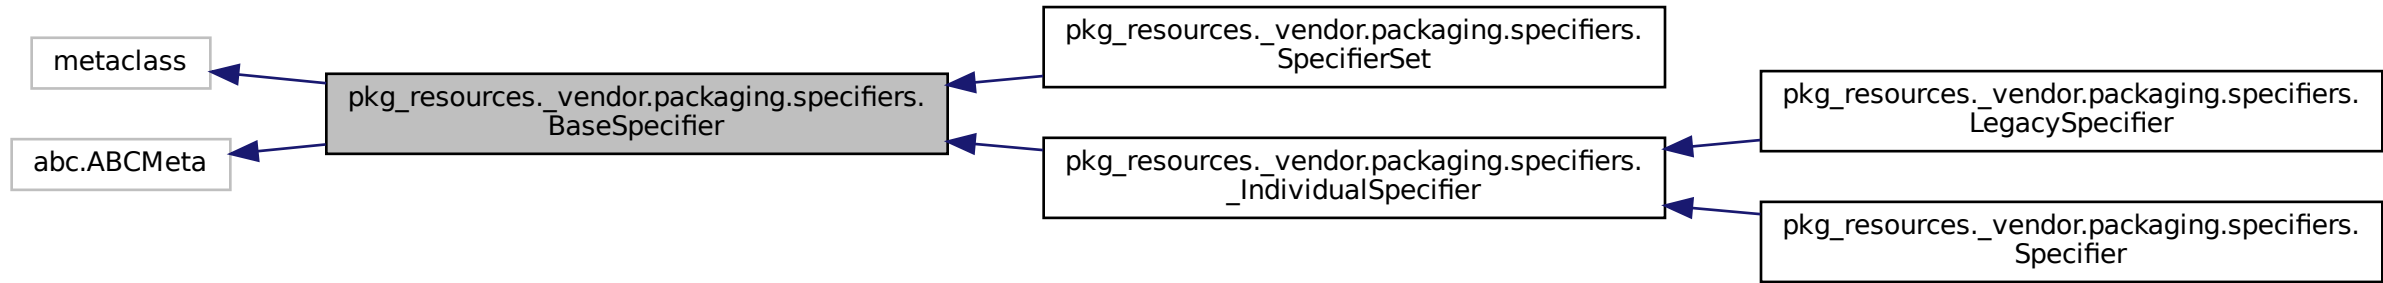 metaclass
abc.ABCMeta
pkg_resources._vendor.packaging.specifiers.
BaseSpecifier
pkg_resources._vendor.packaging.specifiers.
SpecifierSet
pkg_resources._vendor.packaging.specifiers.
_IndividualSpecifier
pkg_resources._vendor.packaging.specifiers.
LegacySpecifier
pkg_resources._vendor.packaging.specifiers.
Specifier